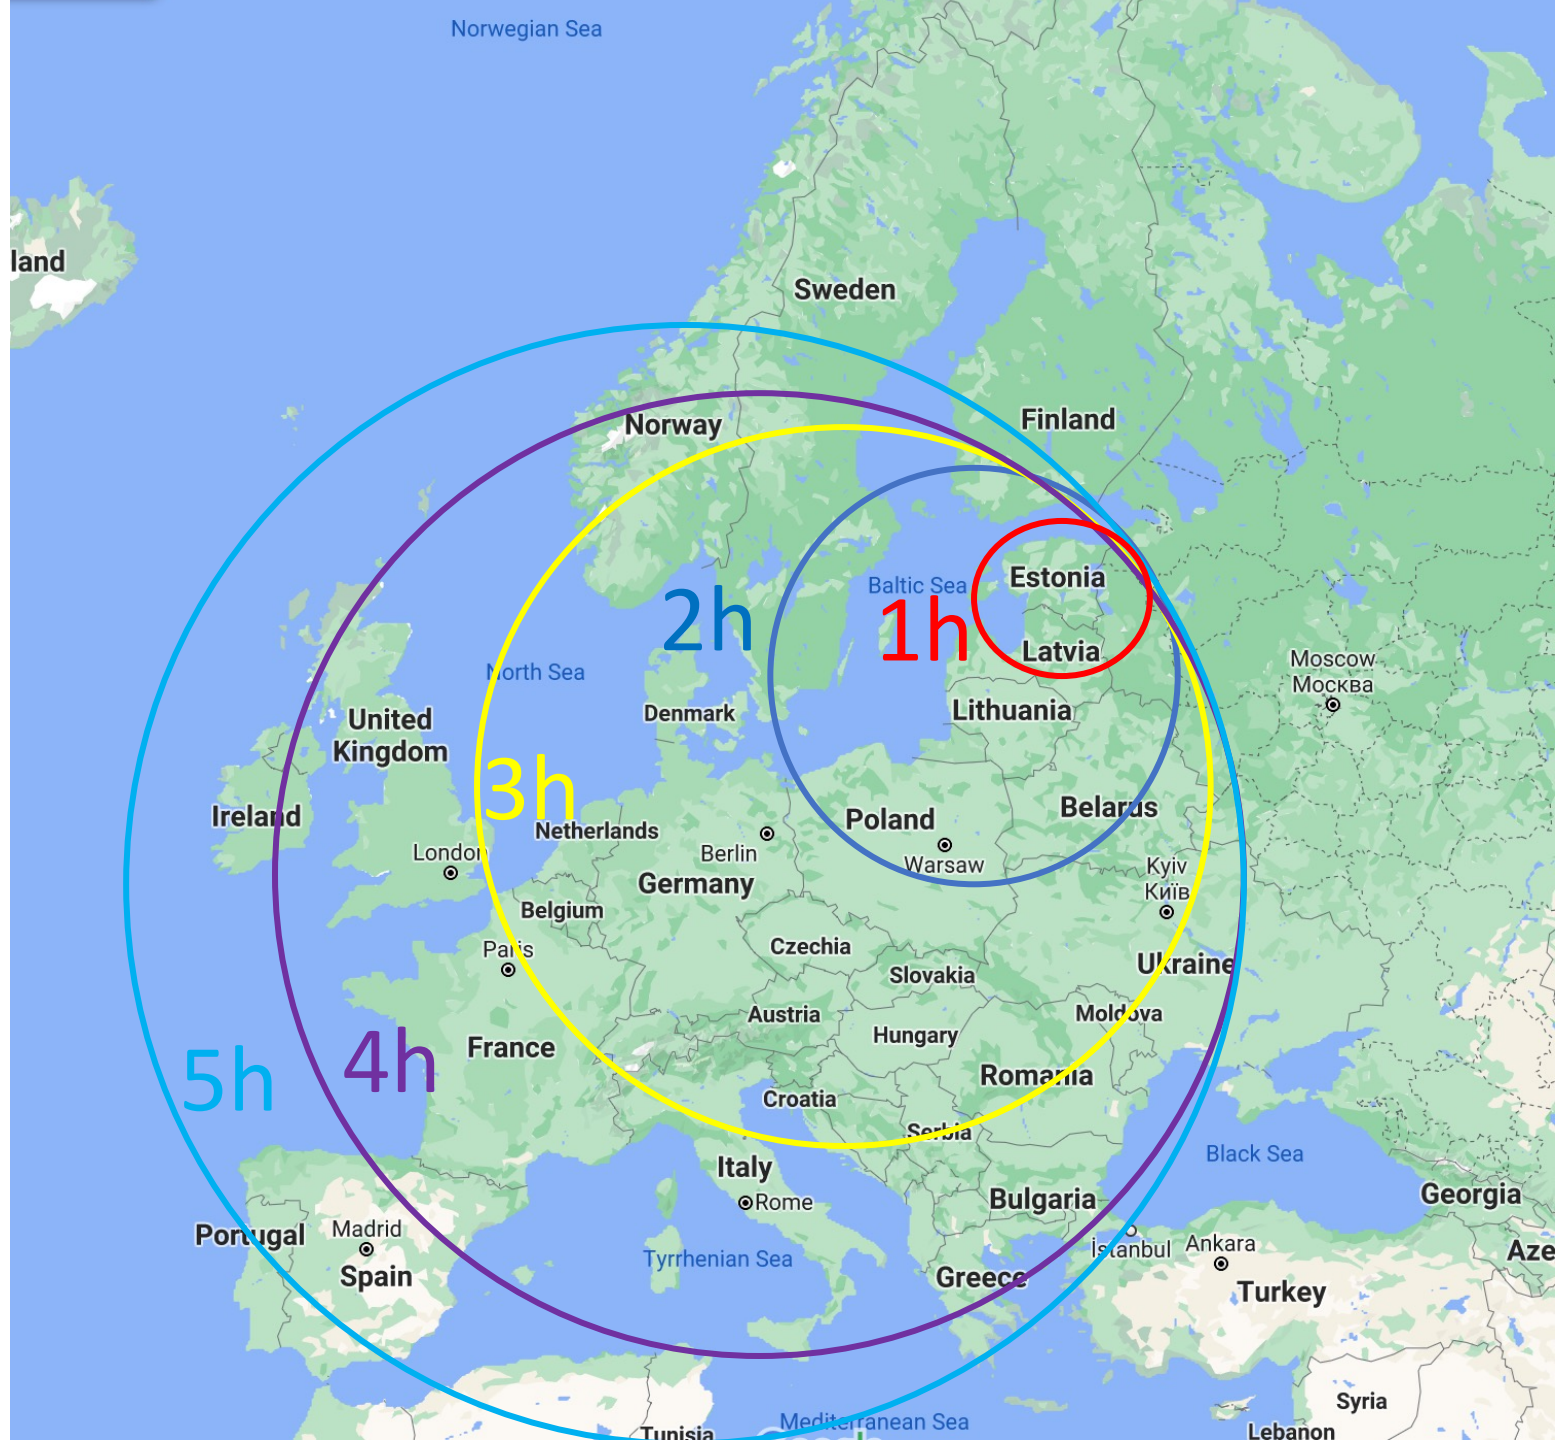 Norwegian Sea
land
Sweden
Norway
Finland
Baltic Sea
Estonia
2h
1h
Latvia
North Sea
Moscow
Москва
Denmark
Lithuania
United
Kingdom
3h
Ireland
Netherlands
Poland
Belarus
London
Berlin
Warsaw
Kyiv
Київ
Germany
Belgium
Paris
Czechia
Slovakia
Ukraine
Austria
Moldova
Hungary
France
4h
5h
Romania
Croatia
Serbia
Italy
Black Sea
Rome
Bulgaria
Georgia
Portugal
Madrid
Tyrrhenian Sea
İstanbul
Ankara
Aze
Spain
Greece
Turkey
Syria
Mediterranean Sea
Tunisia
Lebanon